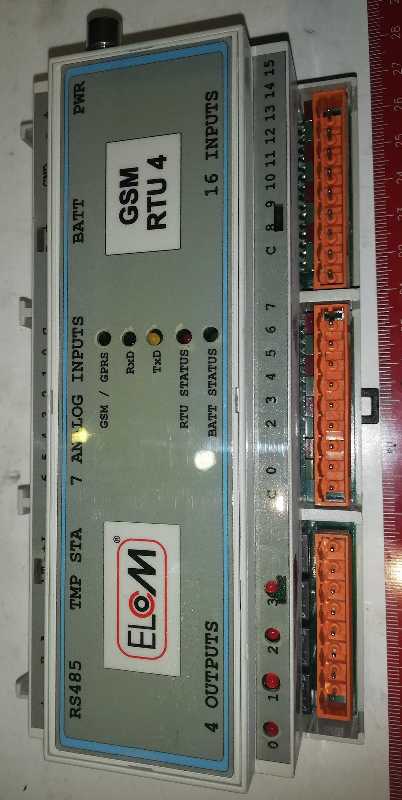 RS485 TMP STA 7 ANALOG INPUTS BATT PWR
GSM
RTU 4
GSM / GPRS
RxD
TxD
RTU STATUS
BATT STATUS
ELCOM®
4 OUTPUTS
16 INPUTS
0 1 2 3
C 0 1 2 3 4 5 6 7
C 8 9 10 11 12 13 14 15